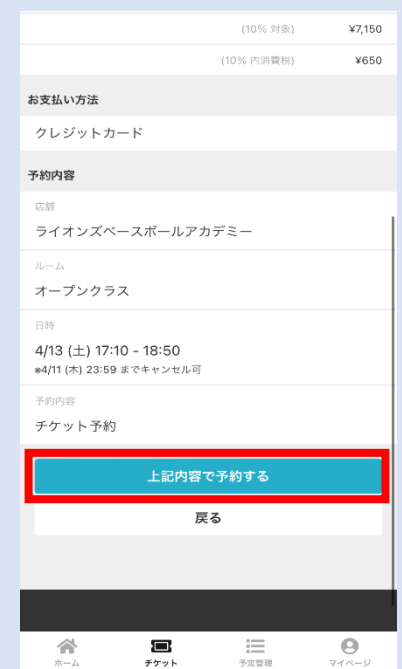 (10% 対象) ¥7,150
(10% 内消費税) ¥650
お支払い方法
クレジットカード
予約内容
店舗
ライオンズベースボールアカデミー
ルーム
オープンクラス
日時
4/13 (土) 17:10 - 18:50
※4/11 (木) 23:59 までキャンセル可
予約内容
チケット予約
上記内容で予約する
戻る
ホーム チケット 予定管理 マイページ